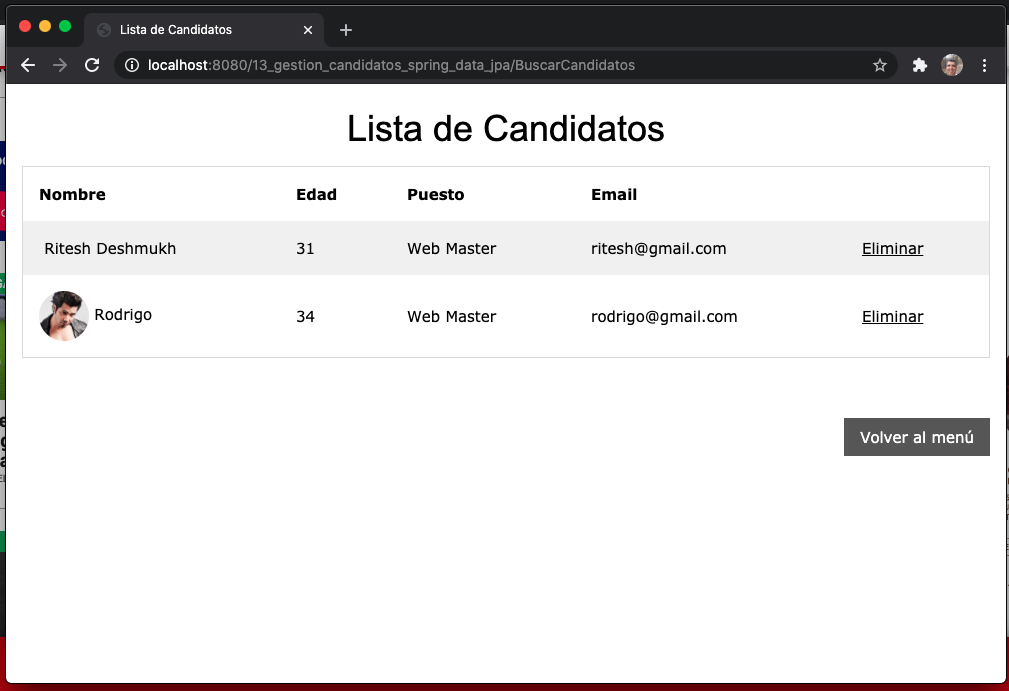 Lista de Candidatos
localhost:8080/13_gestion_candidatos_spring_data_jpa/BuscarCandidatos
Lista de Candidatos
Nombre Edad Puesto Email
Ritesh Deshmukh 31 Web Master ritesh@gmail.com Eliminar
Rodrigo 34 Web Master rodrigo@gmail.com Eliminar
Volver al menú